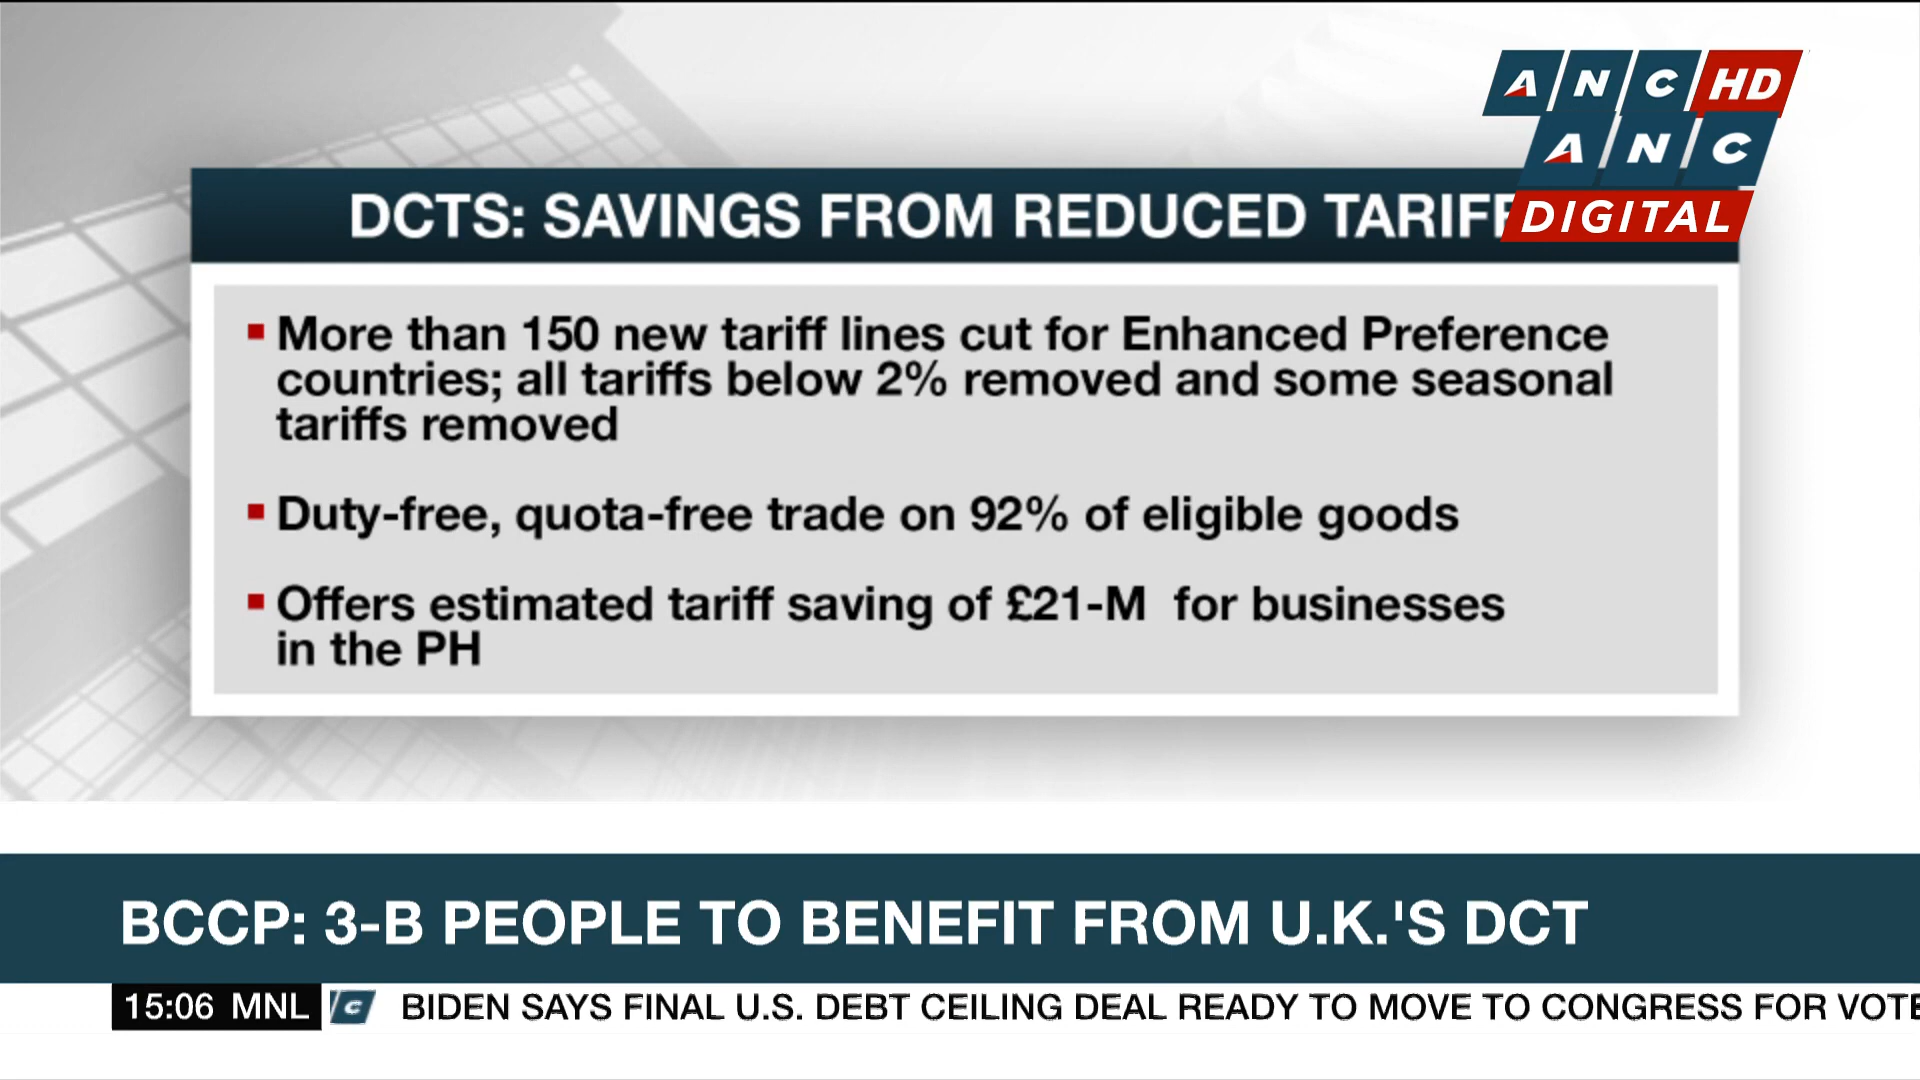 ANC HD
ANC
DIGITAL
DCTS: SAVINGS FROM REDUCED
More than 150 new tariff lines cut for Enhanced Preference
countries; all tariffs below 2% removed and some seasonal
tariffs removed
Duty-free, quota-free trade on 92% of eligible goods
Offers estimated tariff saving of £21-M for businesses
in the PH
BCCP: 3-B PEOPLE TO BENEFIT FROM U.K.'S DCT
15:06 MNL C BIDEN SAYS FINAL U.S. DEBT CEILING DEAL READY TO MOVE TO CONGRESS FOR VOTE